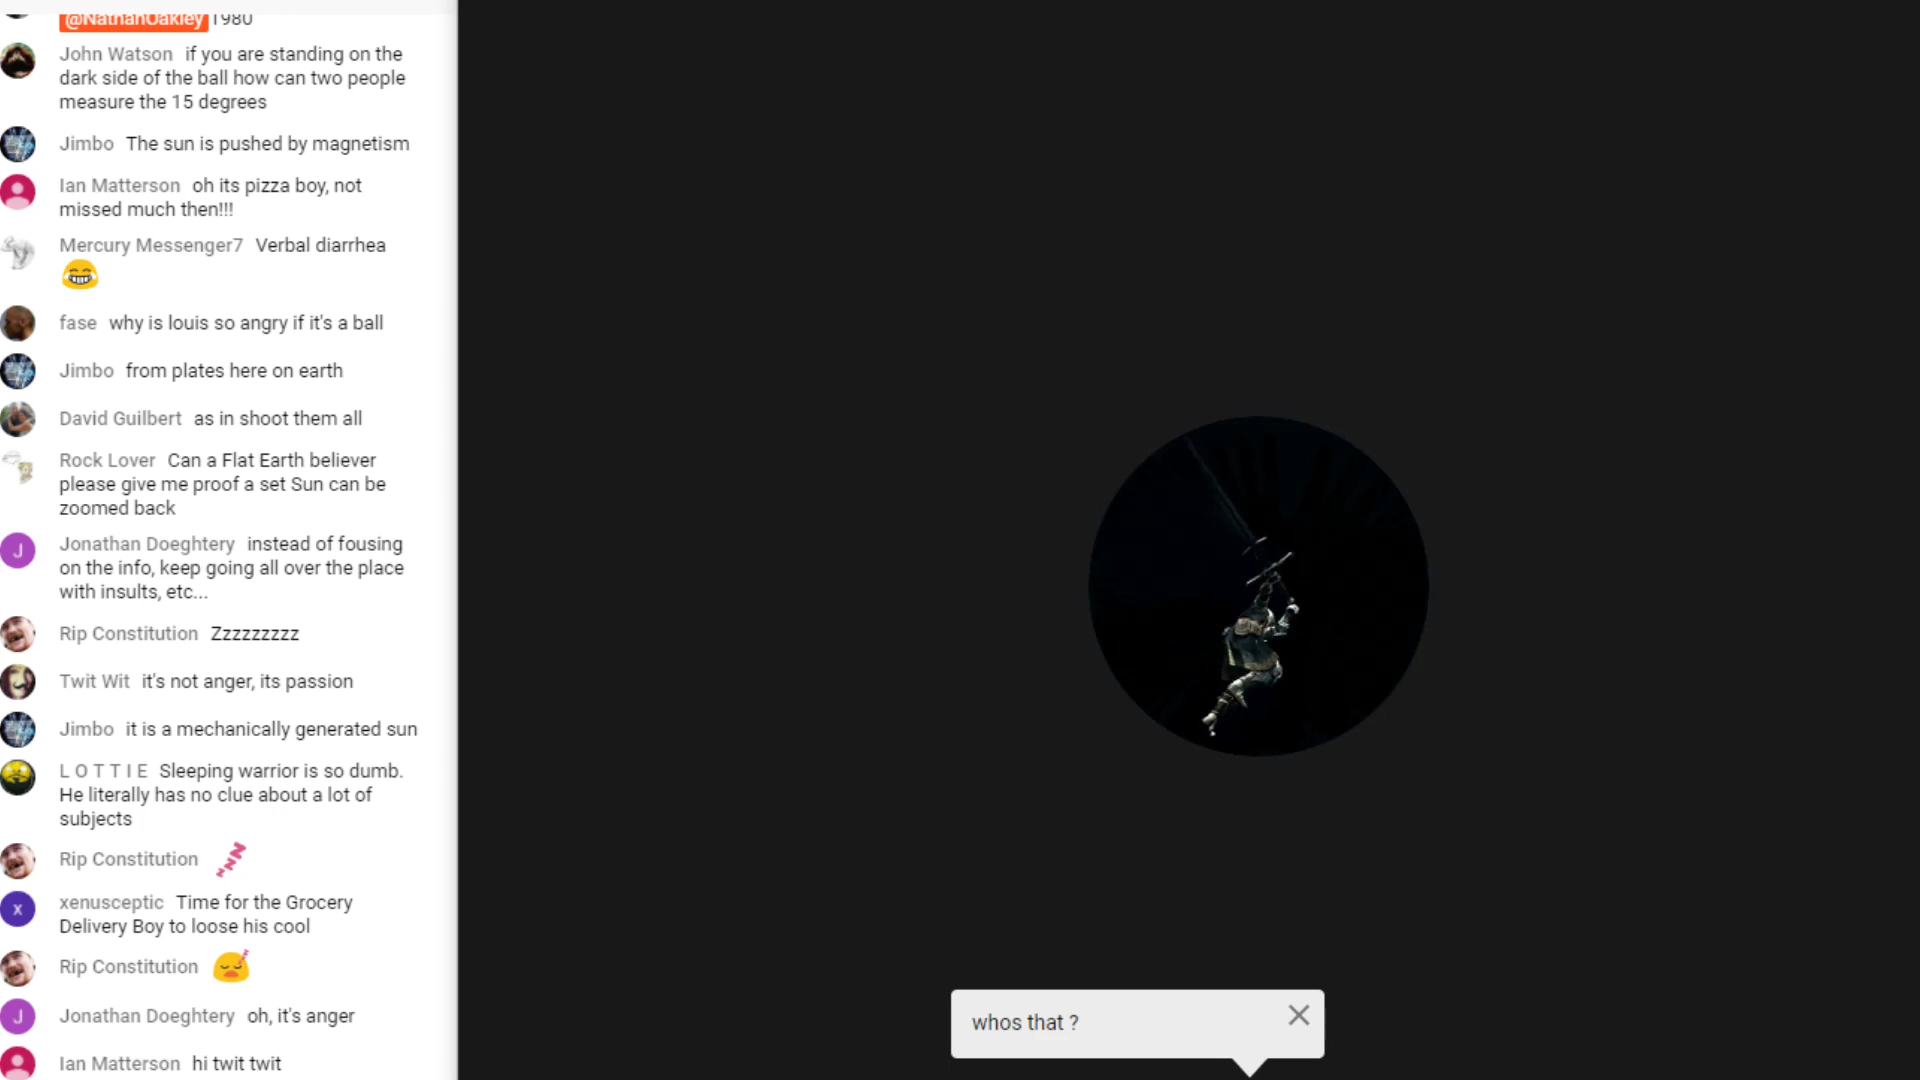 @NathanOakley 1980
John Watson if you are standing on the
dark side of the ball how can two people
measure the 15 degrees
Jimbo The sun is pushed by magnetism
Ian Matterson oh its pizza boy, not
missed much then!!!
Mercury Messenger7 Verbal diarrhea
😂
fase why is louis so angry if it's a ball
Jimbo from plates here on earth
David Guilbert as in shoot them all
Rock Lover Can a Flat Earth believer
please give me proof a set Sun can be
zoomed back
J
Jonathan Doeghtery instead of fousing
on the info, keep going all over the place
with insults, etc...
Rip Constitution Zzzzzzzzz
Twit Wit it's not anger, its passion
Jimbo it is a mechanically generated sun
L O T T I E Sleeping warrior is so dumb.
He literally has no clue about a lot of
subjects
Rip Constitution 💤
x
xenusceptic Time for the Grocery
Delivery Boy to loose his cool
Rip Constitution 😴
J
Jonathan Doeghtery oh, it's anger
Ian Matterson hi twit twit
whos that ?